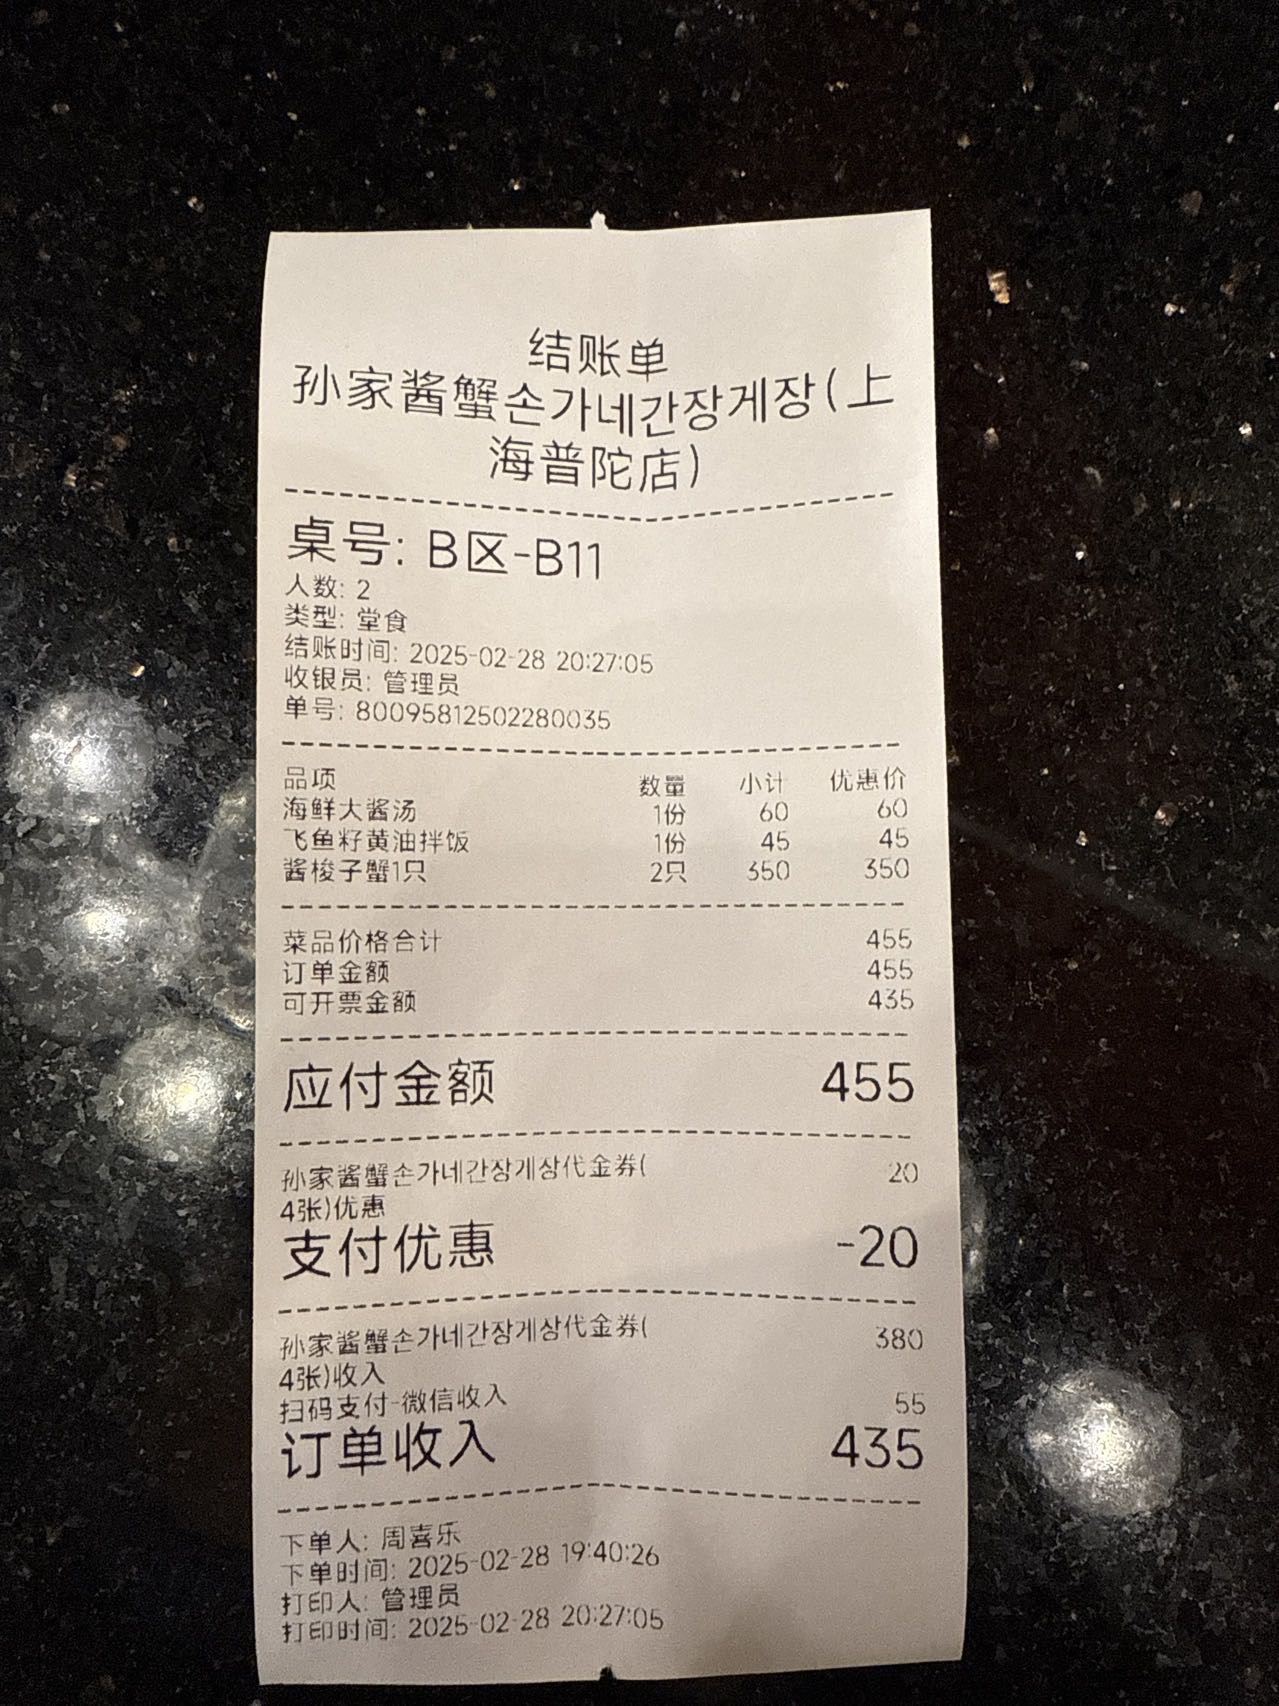 结账单
孙家酱蟹손가네간장게장(上
海普陀店)
桌号: B区-B11
人数: 2
类型: 堂食
结账时间: 2025-02-28 20:27:05
收银员: 管理员
单号: 80095812502280035
品项 数量 小计 优惠价
海鲜大酱汤 1份 60 60
飞鱼籽黄油拌饭 1份 45 45
酱梭子蟹1只 2只 350 350
菜品价格合计 455
订单金额 455
可开票金额 435
应付金额 455
孙家酱蟹손가네간장게장代金券( 20
4张)优惠
支付优惠 -20
孙家酱蟹손가네간장게장代金券( 380
4张)收入
扫码支付-微信收入 55
订单收入 435
下单人: 周喜乐
下单时间: 2025-02-28 19:40:26
打印人: 管理员
打印时间: 2025-02-28 20:27:05